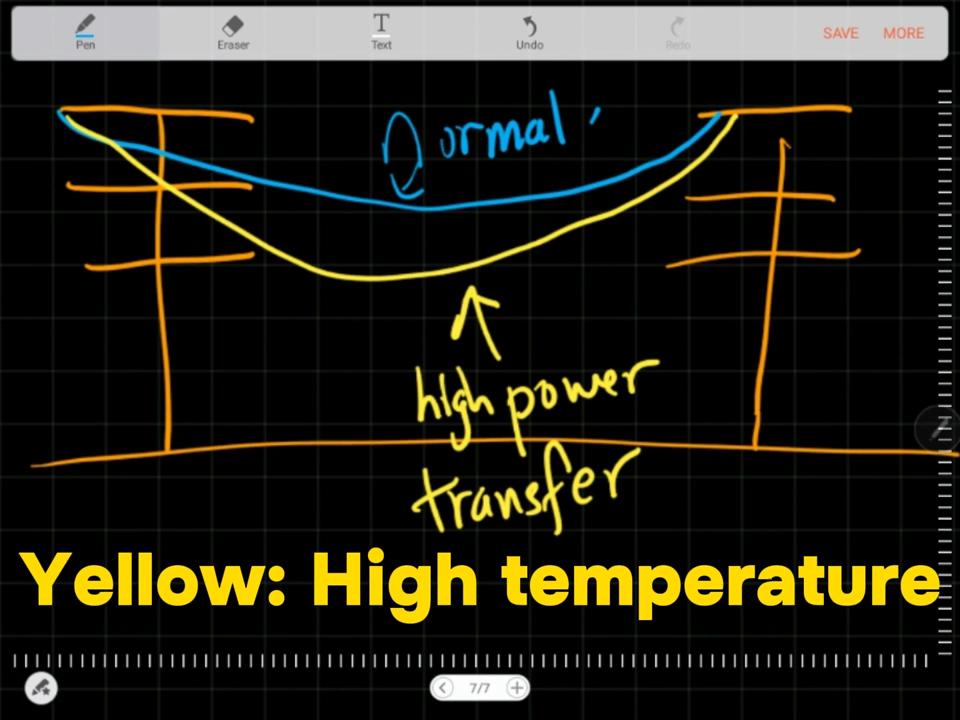 Pen
Eraser
Text
Undo
Redo
SAVE
MORE
Normal
high power
transfer
Yellow: High temperature
7/7